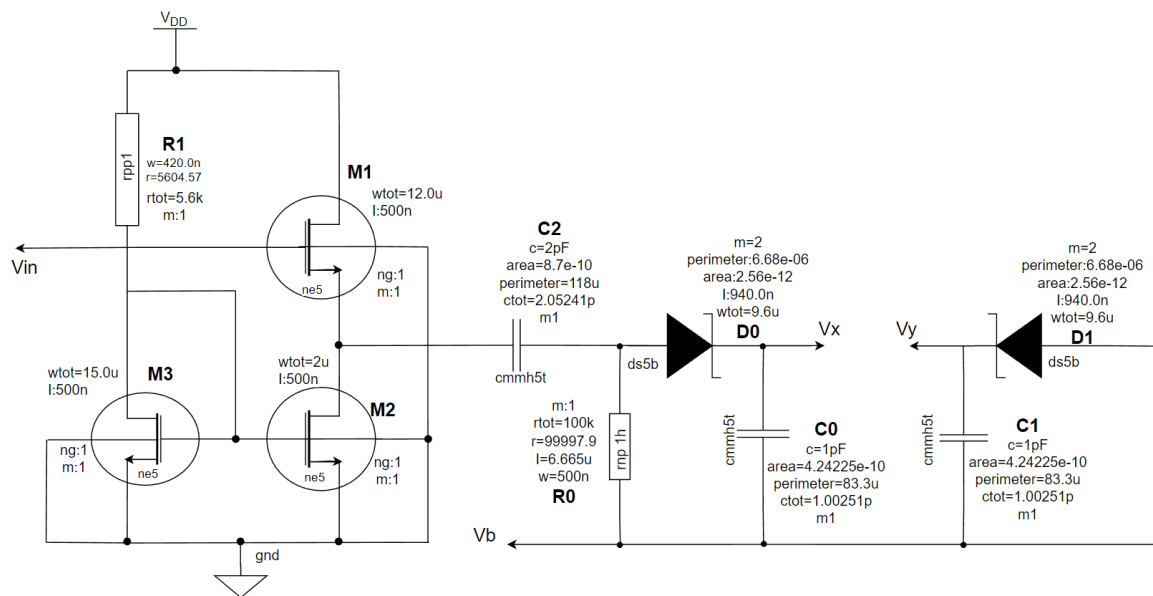 VDD
rpp1
R1
w=420.0n
r=5604.57
rtot=5.6k
m:1
M1
wtot=12.0u
l:500n
Vin
ng:1
m:1
ne5
C2
c=2pF
area=8.7e-10
perimeter=118u
ctot=2.05241p
m1
cmmh5t
m=2
perimeter:6.68e-06
area:2.56e-12
l:940.0n
wtot=9.6u
D0
ds5b
Vx
Vy
m=2
perimeter:6.68e-06
area:2.56e-12
l:940.0n
wtot=9.6u
D1
ds5b
wtot=15.0u
l:500n
M3
ng:1
m:1
ne5
wtot=2u
l:500n
M2
ng:1
m:1
ne5
m:1
rtot=100k
r=99997.9
l=6.665u
w=500n
R0
rnp 1h
cmmh5t
C0
c=1pF
area=4.24225e-10
perimeter=83.3u
ctot=1.00251p
m1
cmmh5t
C1
c=1pF
area=4.24225e-10
perimeter=83.3u
ctot=1.00251p
m1
Vb
gnd